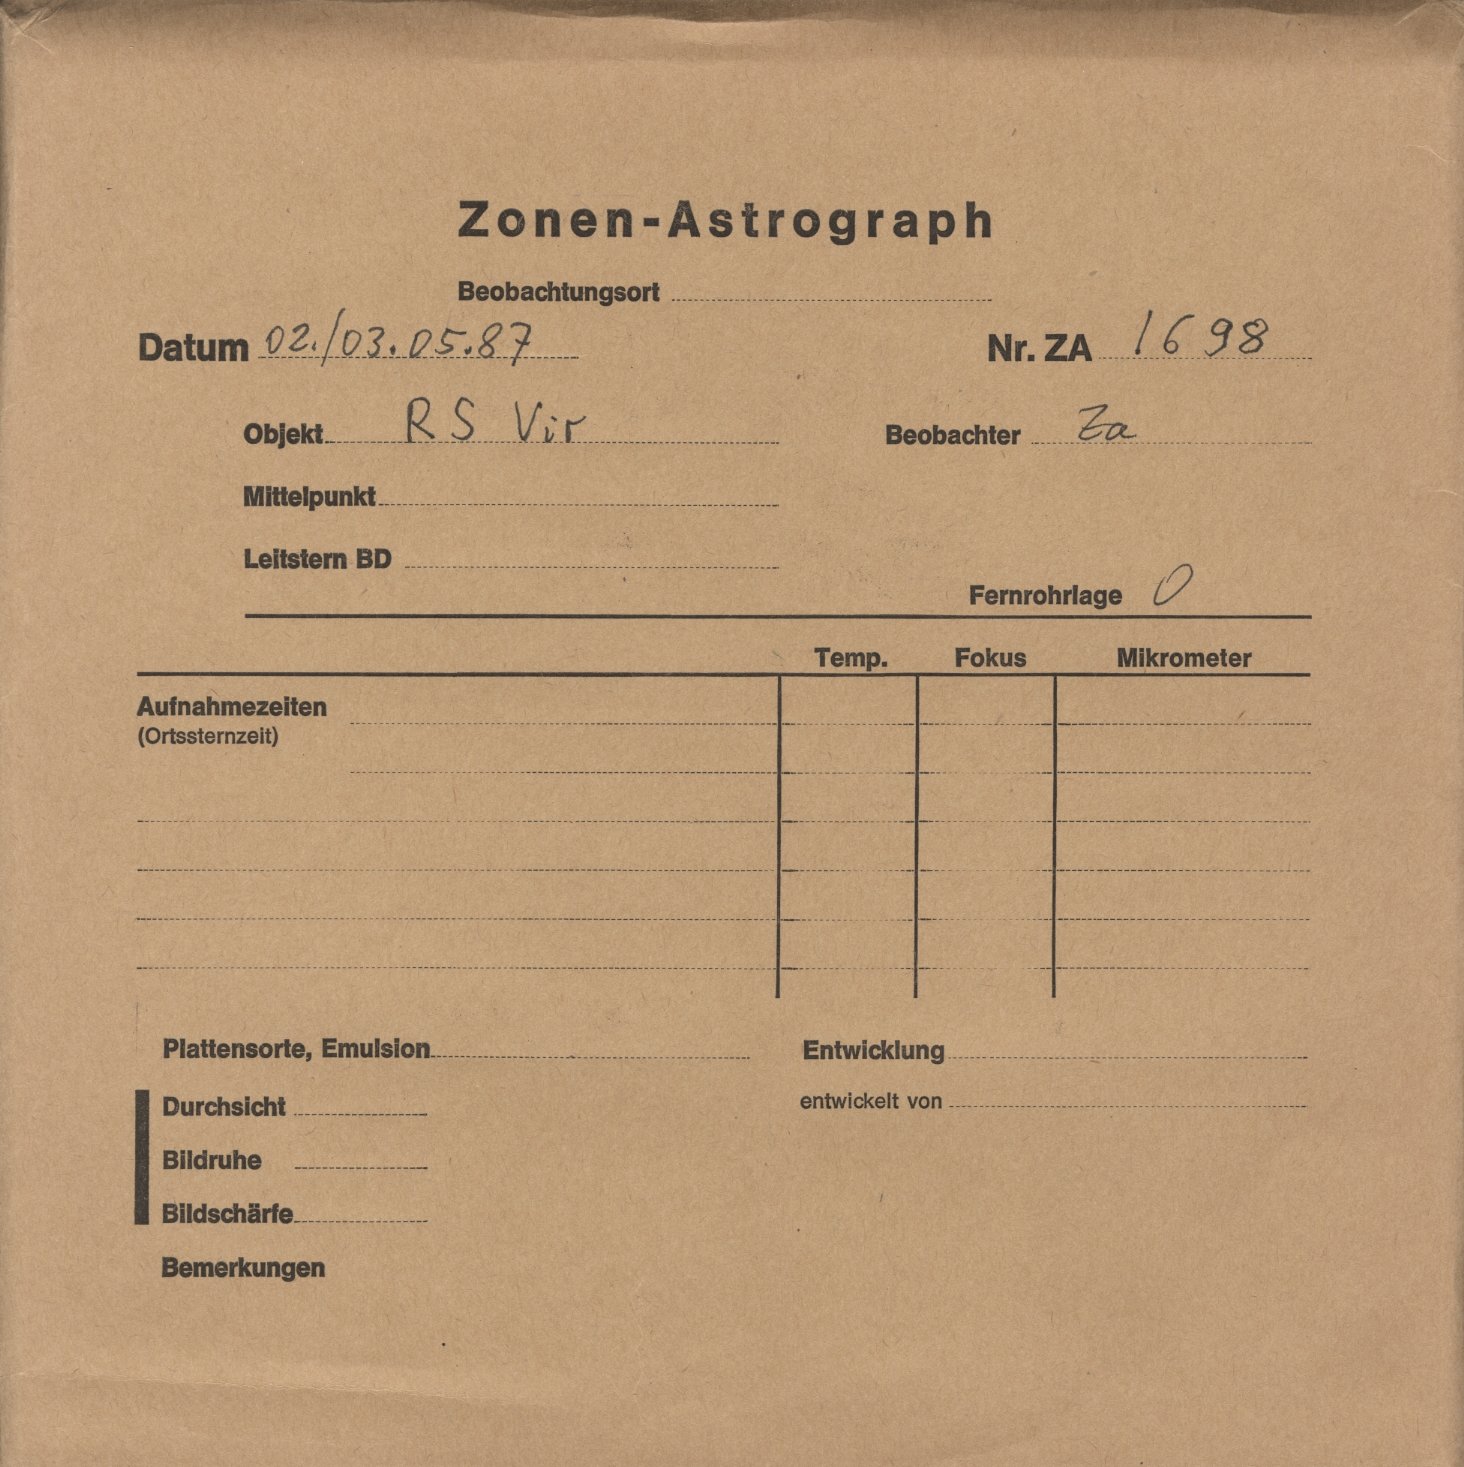 Zonen-Astrograph
Beobachtungsort
Datum 02./03.05.87 Nr. ZA 1698
Objekt RS Vir Beobachter Za
Mittelpunkt
Leitstern BD
Fernrohrlage O
Temp. Fokus Mikrometer
Aufnahmezeiten
(Ortssternzeit)
Plattensorte, Emulsion Entwicklung
Durchsicht entwickelt von
Bildruhe
Bildschärfe
Bemerkungen